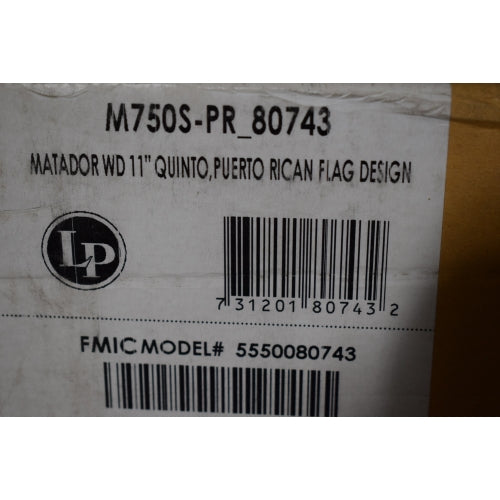 M750S-PR_80743
MATADOR WD 11" QUINTO,PUERTO RICAN FLAG DESIGN
LP
7 31201 80743 2
FMIC MODEL# 5550080743